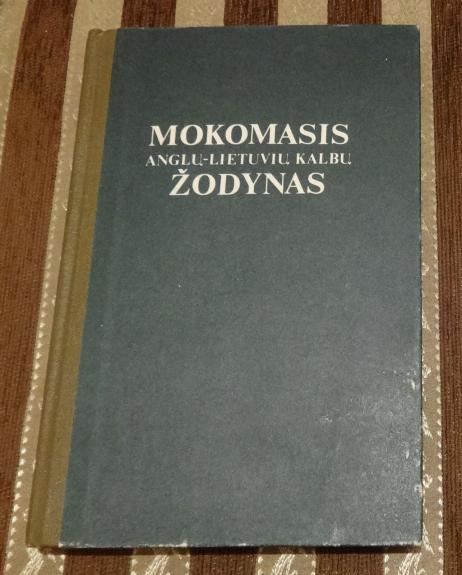 MOKOMASIS
ANGLŲ-LIETUVIŲ KALBŲ
ŽODYNAS